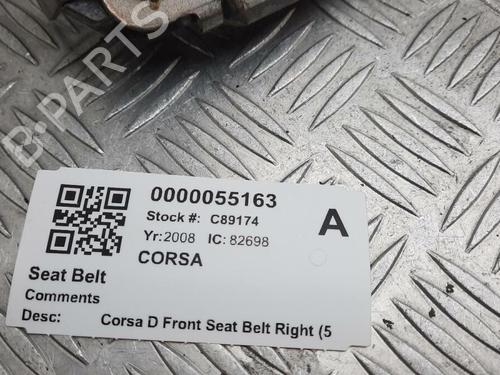 B-PARTS
0000055163
Stock #: C89174
A
Yr:2008 IC: 82698
CORSA
Seat Belt
Comments
Desc: Corsa D Front Seat Belt Right (5